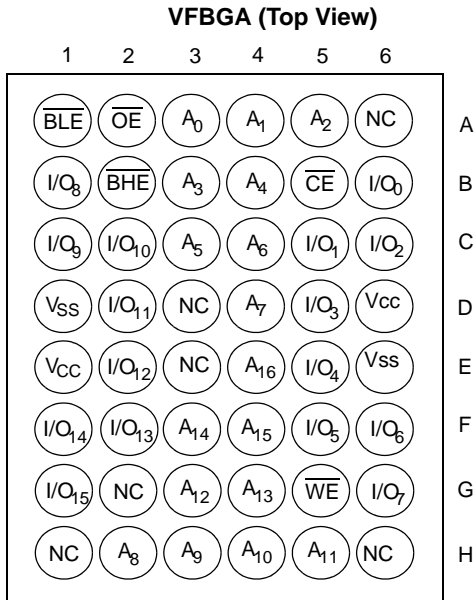 VFBGA (Top View)
1 2 3 4 5 6
BLE OE A0 A1 A2 NC A
I/O8 BHE A3 A4 CE I/O0 B
I/O9 I/O10 A5 A6 I/O1 I/O2 C
VSS I/O11 NC A7 I/O3 Vcc D
VCC I/O12 NC A16 I/O4 Vss E
I/O14 I/O13 A14 A15 I/O5 I/O6 F
I/O15 NC A12 A13 WE I/O7 G
NC A8 A9 A10 A11 NC H